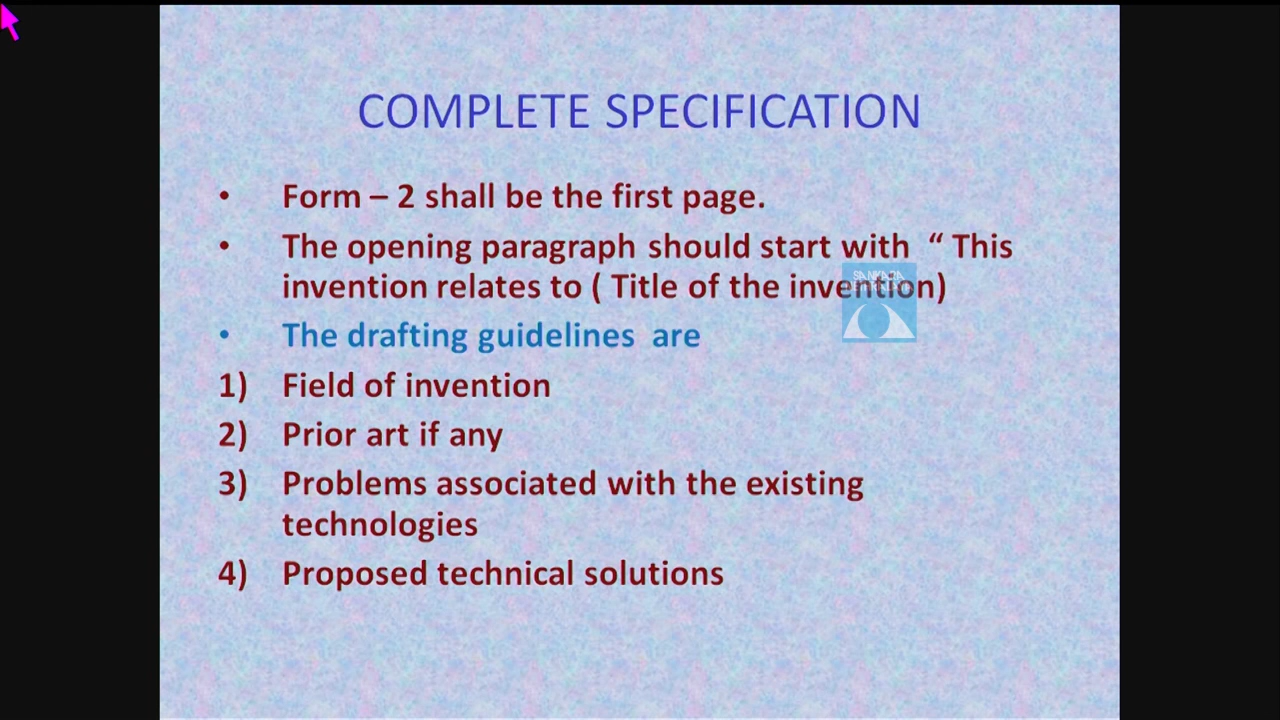 COMPLETE SPECIFICATION
• Form – 2 shall be the first page.
• The opening paragraph should start with “ This
invention relates to ( Title of the invention)
• The drafting guidelines are
1) Field of invention
2) Prior art if any
3) Problems associated with the existing
technologies
4) Proposed technical solutions
SANKARA